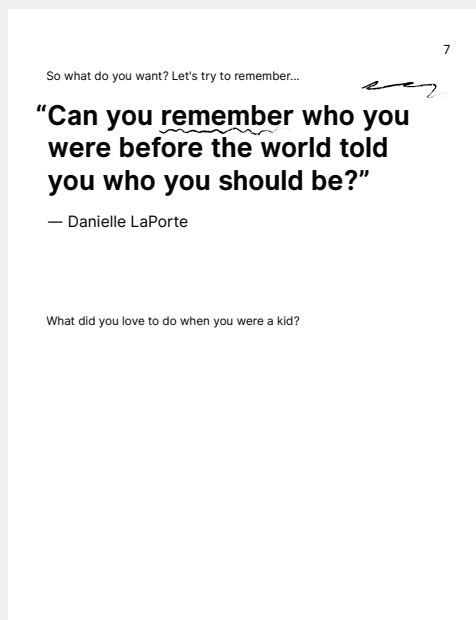 7
So what do you want? Let's try to remember...
“Can you remember who you
were before the world told
you who you should be?”
— Danielle LaPorte
What did you love to do when you were a kid?